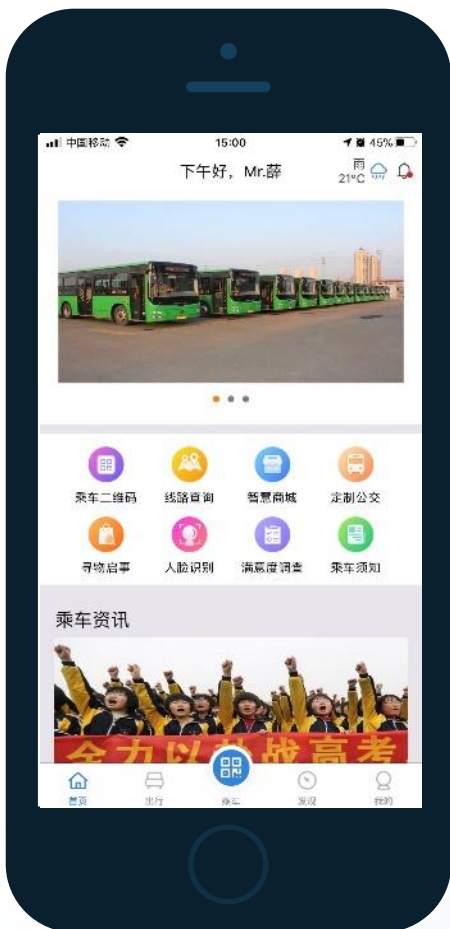 中国移动
15:00
45%
下午好，Mr.薛
雨
21°C
乘车二维码
线路查询
智慧商城
定制公交
寻物启事
人脸识别
满意度调查
乘车须知
乘车资讯
全力以赴战高考
首页
出行
乘车
发现
我的